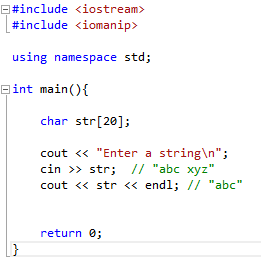 #include <iostream>
#include <iomanip>
using namespace std;
int main(){
char str[20];
cout << "Enter a string\n";
cin >> str;  // "abc xyz"
cout << str << endl; // "abc"
return 0;
}